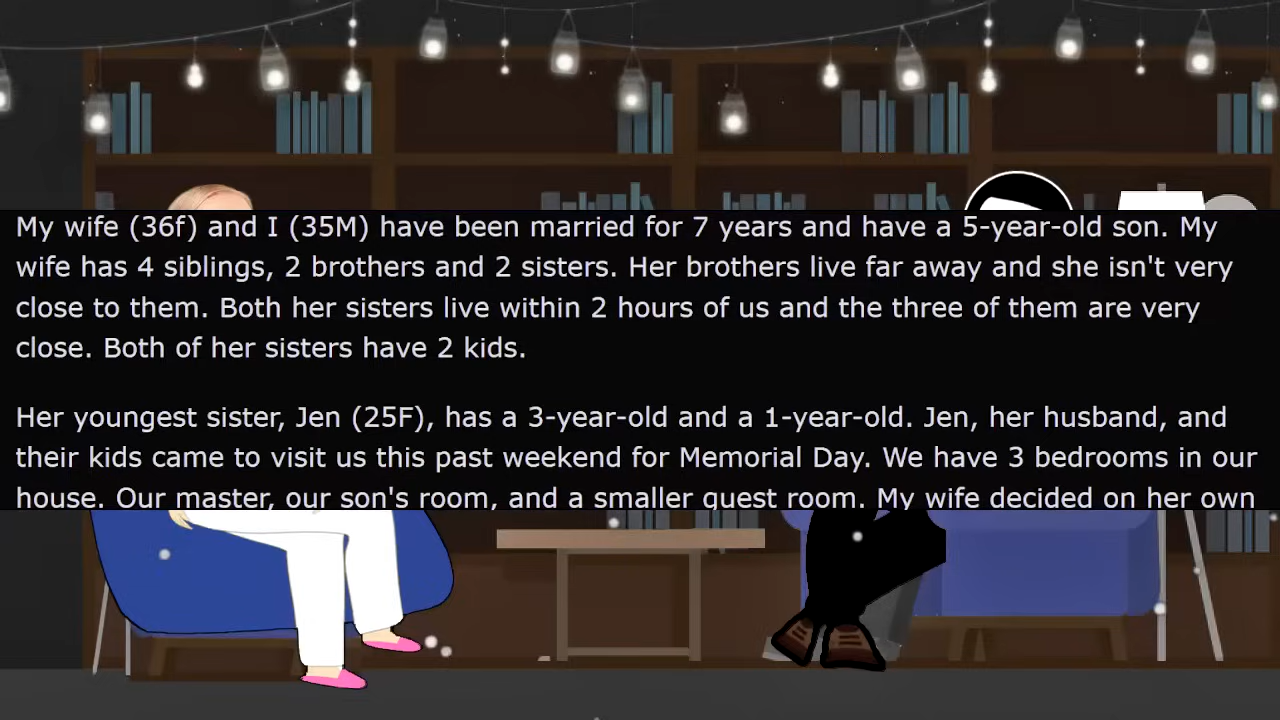 My wife (36f) and I (35M) have been married for 7 years and have a 5-year-old son. My
wife has 4 siblings, 2 brothers and 2 sisters. Her brothers live far away and she isn't very
close to them. Both her sisters live within 2 hours of us and the three of them are very
close. Both of her sisters have 2 kids.
Her youngest sister, Jen (25F), has a 3-year-old and a 1-year-old. Jen, her husband, and
their kids came to visit us this past weekend for Memorial Day. We have 3 bedrooms in our
house. Our master, our son's room, and a smaller guest room. My wife decided on her own